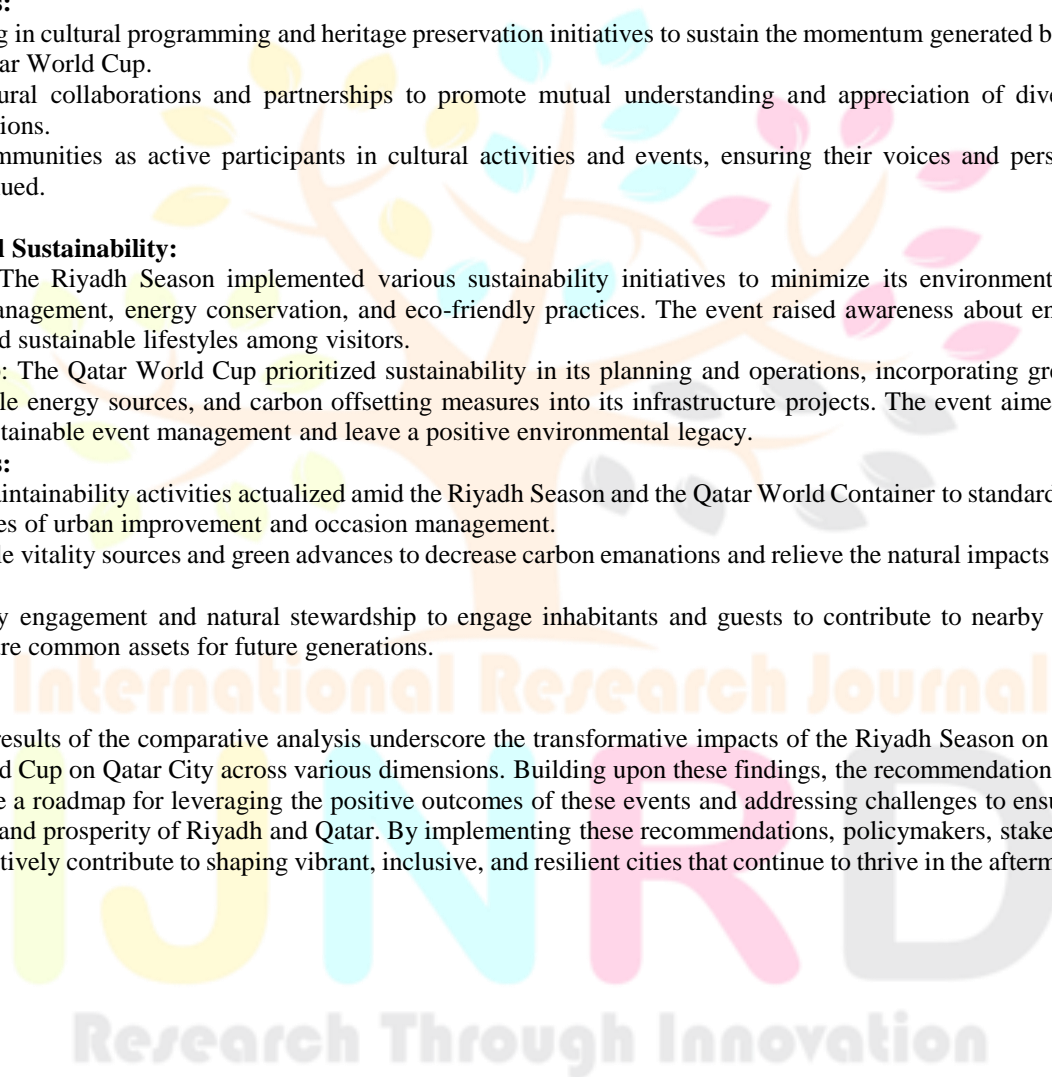 s:
g in cultural programming and heritage preservation initiatives to sustain the momentum generated b
ar World Cup.
ural collaborations and partnerships to promote mutual understanding and appreciation of dive
ions.
mmunities as active participants in cultural activities and events, ensuring their voices and pers
ued.
l Sustainability:
The Riyadh Season implemented various sustainability initiatives to minimize its environment
anagement, energy conservation, and eco-friendly practices. The event raised awareness about en
d sustainable lifestyles among visitors.
: The Qatar World Cup prioritized sustainability in its planning and operations, incorporating gre
le energy sources, and carbon offsetting measures into its infrastructure projects. The event aime
stainable event management and leave a positive environmental legacy.
s:
aintainability activities actualized amid the Riyadh Season and the Qatar World Container to standard
es of urban improvement and occasion management.
le vitality sources and green advances to decrease carbon emanations and relieve the natural impacts
y engagement and natural stewardship to engage inhabitants and guests to contribute to nearby
re common assets for future generations.
International Research Journal
results of the comparative analysis underscore the transformative impacts of the Riyadh Season on
d Cup on Qatar City across various dimensions. Building upon these findings, the recommendation
e a roadmap for leveraging the positive outcomes of these events and addressing challenges to ensu
and prosperity of Riyadh and Qatar. By implementing these recommendations, policymakers, stake
tively contribute to shaping vibrant, inclusive, and resilient cities that continue to thrive in the afterm
IJNRD
Research Through Innovation